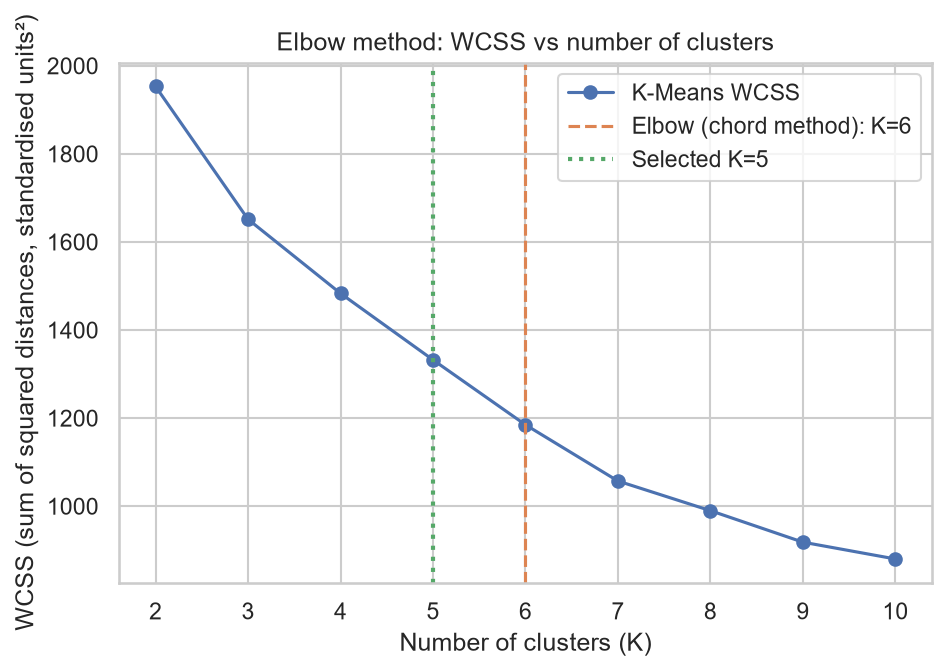 Elbow method: WCSS vs number of clusters
WCSS (sum of squared distances, standardised units²)
2000
1800
1600
1400
1200
1000
K-Means WCSS
Elbow (chord method): K=6
Selected K=5
2 3 4 5 6 7 8 9 10
Number of clusters (K)